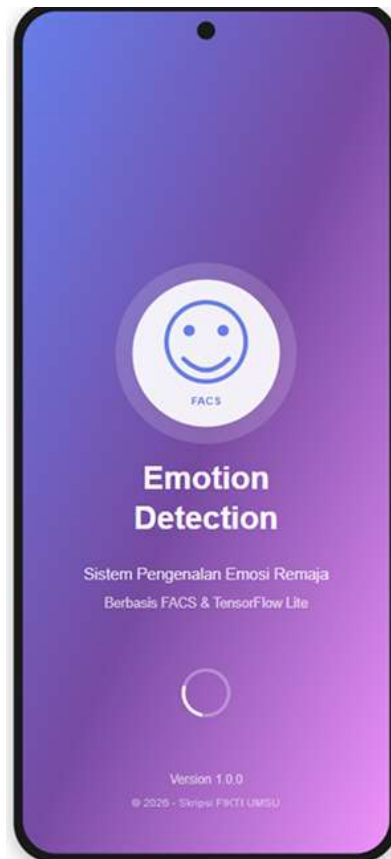 FACS
Emotion
Detection
Sistem Pengenalan Emosi Remaja
Berbasis FACS & TensorFlow Lite
Version 1.0.0
© 2026 - Skripsi FIKTI UMSU